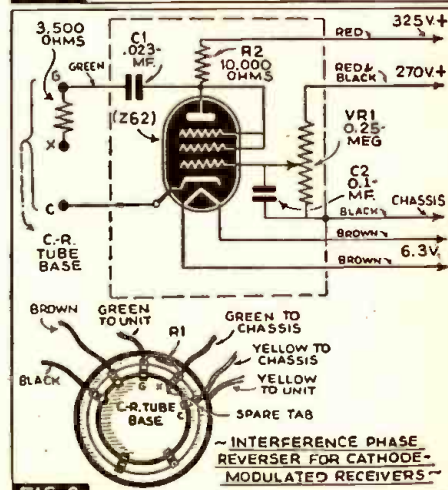 3,500
OHMS
GREEN
C1
.023-
MF.
R2
10,000
OHMS
RED
325V.+
RED &
BLACK
270V.+
G
X
C
(Z62)
VR1
0.25-
MEG
C2
0.1-
MF.
BLACK
CHASSIS
BROWN
6.3V.
BROWN
C.-R.
TUBE
BASE
BROWN
GREEN
TO UNIT
R1
GREEN TO
CHASSIS
YELLOW TO
CHASSIS
YELLOW
TO UNIT
BLACK
G
X
C
C-R. TUBE
BASE
SPARE TAB
~INTERFERENCE PHASE
REVERSER FOR CATHODE-
MODULATED RECEIVERS~